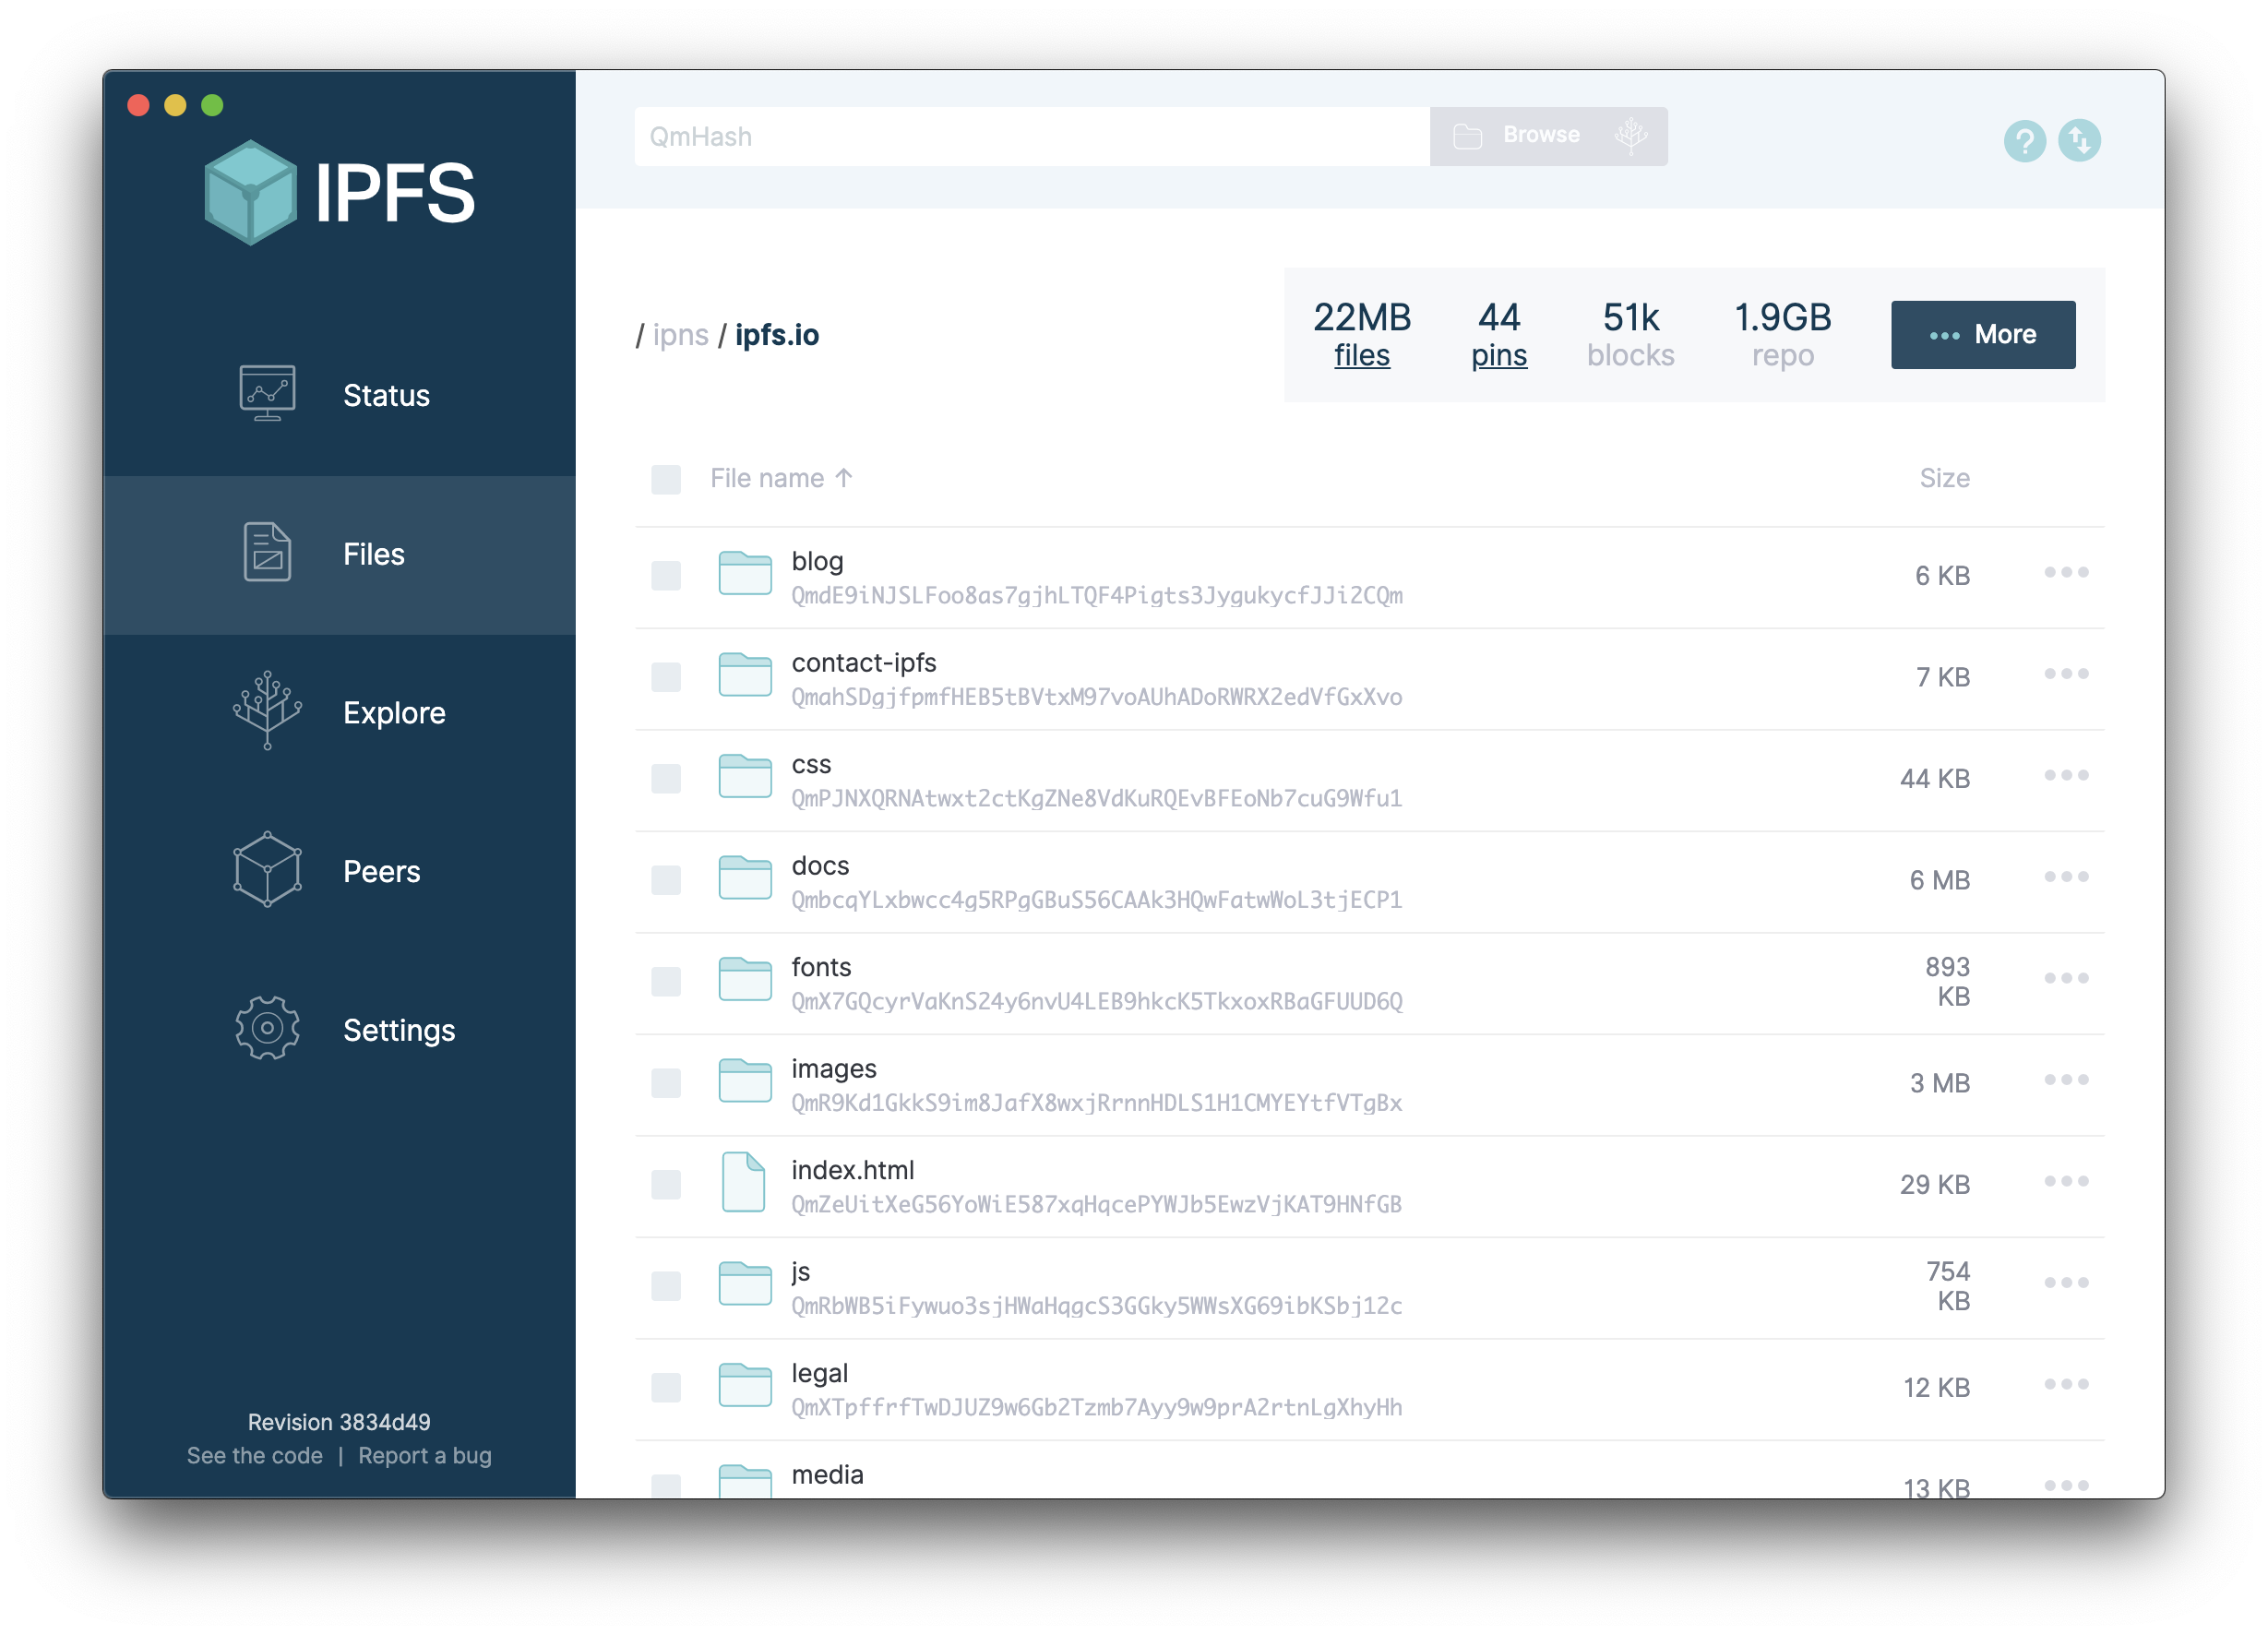 IPFS
QmHash
Browse
?
Status
Files
Explore
Peers
Settings
Revision 3834d49
See the code | Report a bug
/ ipns / ipfs.io
22MB
files
44
pins
51k
blocks
1.9GB
repo
More
File name ↑ Size
blog
QmdE9iNJSLFoo8as7gjhLTQF4Pigts3JygukycfJJi2CQm
6 KB
contact-ipfs
QmahSDgjfpmfHEB5tBVtxM97voAUhADoRWRX2edVfGxXvo
7 KB
css
QmPJNXQRNAtwxt2ctKgZNe8VdKuRQEvBFEoNb7cuG9Wfu1
44 KB
docs
QmbcqYLxbwcc4g5RPgGBuS56CAAk3HQwFatwWoL3tjECP1
6 MB
fonts
QmX7GQcyrVaKnS24y6nvU4LEB9hkcK5TkxoxRBaGFUUD6Q
893
KB
images
QmR9Kd1GkkS9im8JafX8wxjRrnnHDLS1H1CMYEYtfVTgBx
3 MB
index.html
QmZeUitXeG56YoWiE587xqHqcePYWJb5EwzVjKAT9HNfGB
29 KB
js
QmRbWB5iFywuo3sjHWaHqgcS3GGky5WWsXG69ibKSbj12c
754
KB
legal
QmXTpffrfTwDJUZ9w6Gb2Tzmb7Ayy9w9prA2rtnLgXhyHh
12 KB
media
13 KB